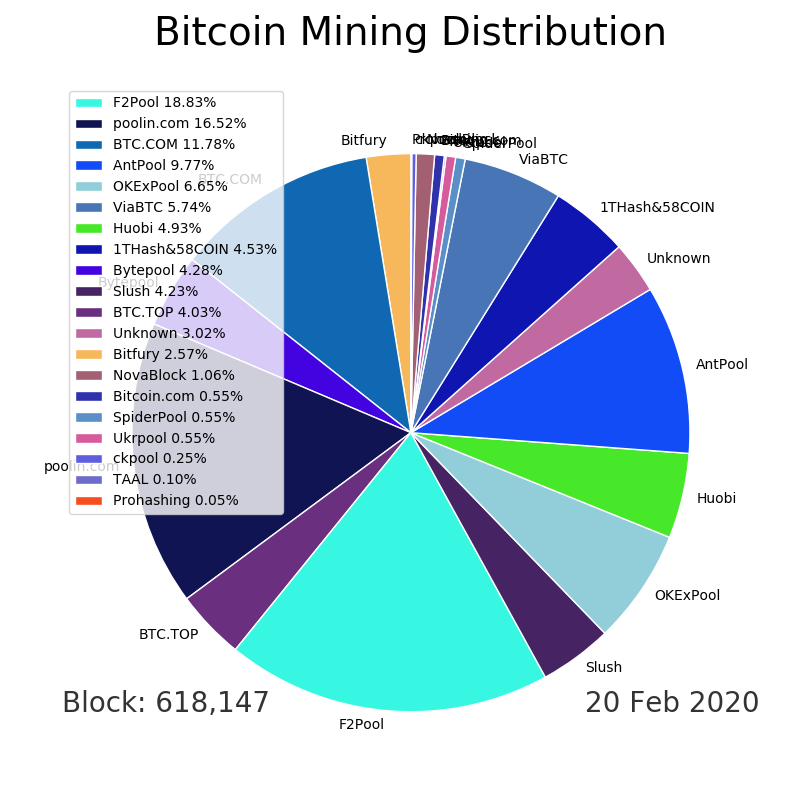 Bitcoin Mining Distribution
F2Pool 18.83%
poolin.com 16.52%
BTC.COM 11.78%
AntPool 9.77%
OKExPool 6.65%
ViaBTC 5.74%
Huobi 4.93%
1THash&58COIN 4.53%
Bytepool 4.28%
Slush 4.23%
BTC.TOP 4.03%
Unknown 3.02%
Bitfury 2.57%
NovaBlock 1.06%
Bitcoin.com 0.55%
SpiderPool 0.55%
Ukrpool 0.55%
ckpool 0.25%
TAAL 0.10%
Prohashing 0.05%
Bitfury
ViaBTC
1THash&58COIN
Unknown
AntPool
Huobi
OKExPool
Slush
F2Pool
BTC.TOP
poolin.com
Bytepool
BTC.COM
Block: 618,147
20 Feb 2020